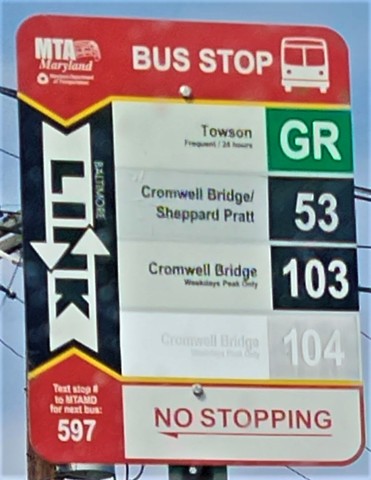 MTA
Maryland
BUS STOP
Towson
Frequent / 24 hours
GR
BALTIMORE
LINK
Cromwell Bridge/
Sheppard Pratt
53
Cromwell Bridge
Weekdays Peak Only
103
Cromwell Bridge
Weekdays Peak Only
104
Text stop #
to MTAMD
for next bus:
597
NO STOPPING